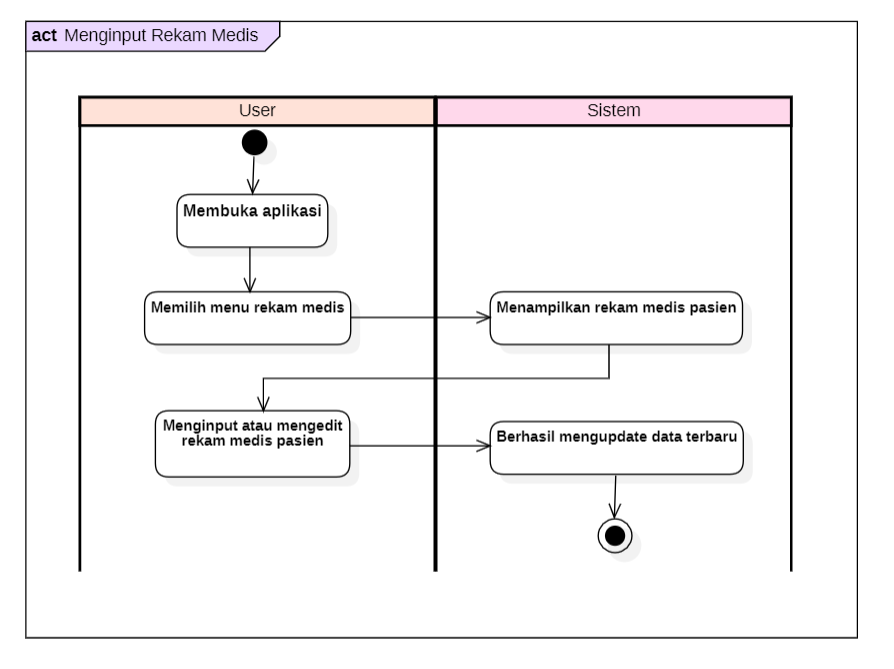 act Menginput Rekam Medis
User
Sistem
Membuka aplikasi
Memilih menu rekam medis
Menampilkan rekam medis pasien
Menginput atau mengedit
rekam medis pasien
Berhasil mengupdate data terbaru